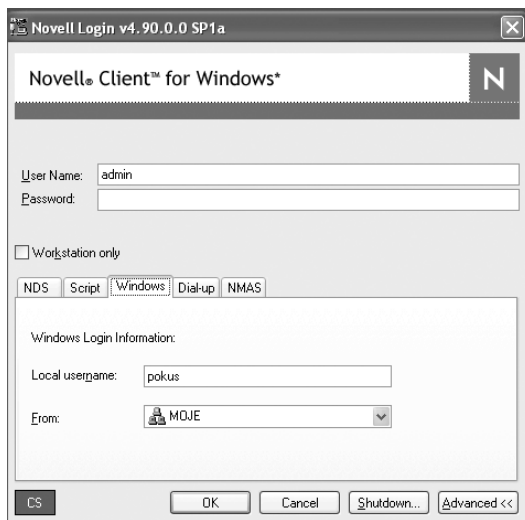 Novell Login v4.90.0.0 SP1a
Novell® Client™ for Windows*
N
User Name: admin
Password:
Workstation only
NDS Script Windows Dial-up NMAS
Windows Login Information:
Local username: pokus
From: MOJE
CS OK Cancel Shutdown... Advanced <<